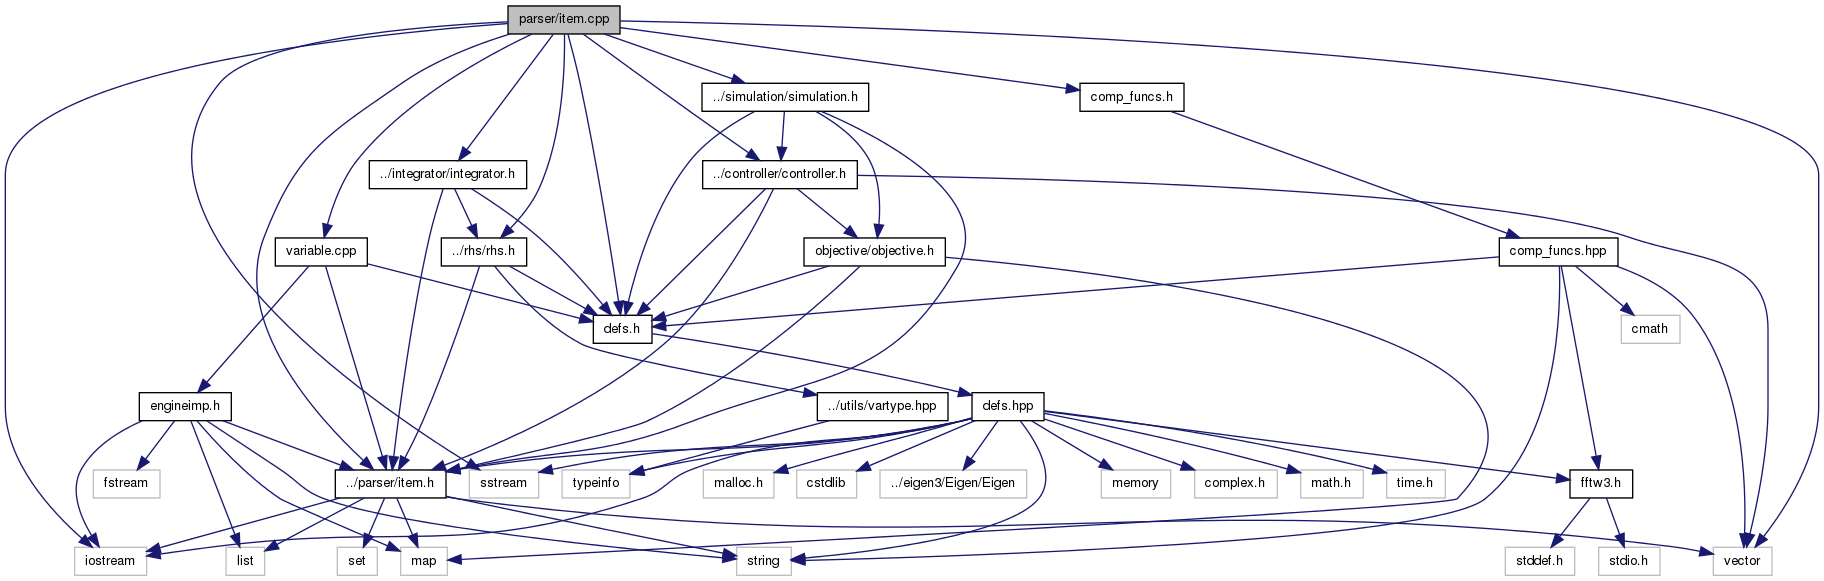 parser/item.cpp
../simulation/simulation.h
comp_funcs.h
../integrator/integrator.h
../controller/controller.h
variable.cpp
../rhs/rhs.h
objective/objective.h
comp_funcs.hpp
defs.h
cmath
engineimp.h
../utils/vartype.hpp
defs.hpp
fstream
../parser/item.h
sstream
typeinfo
malloc.h
cstdlib
../eigen3/Eigen/Eigen
memory
complex.h
math.h
time.h
fftw3.h
iostream
list
set
map
string
stddef.h
stdio.h
vector